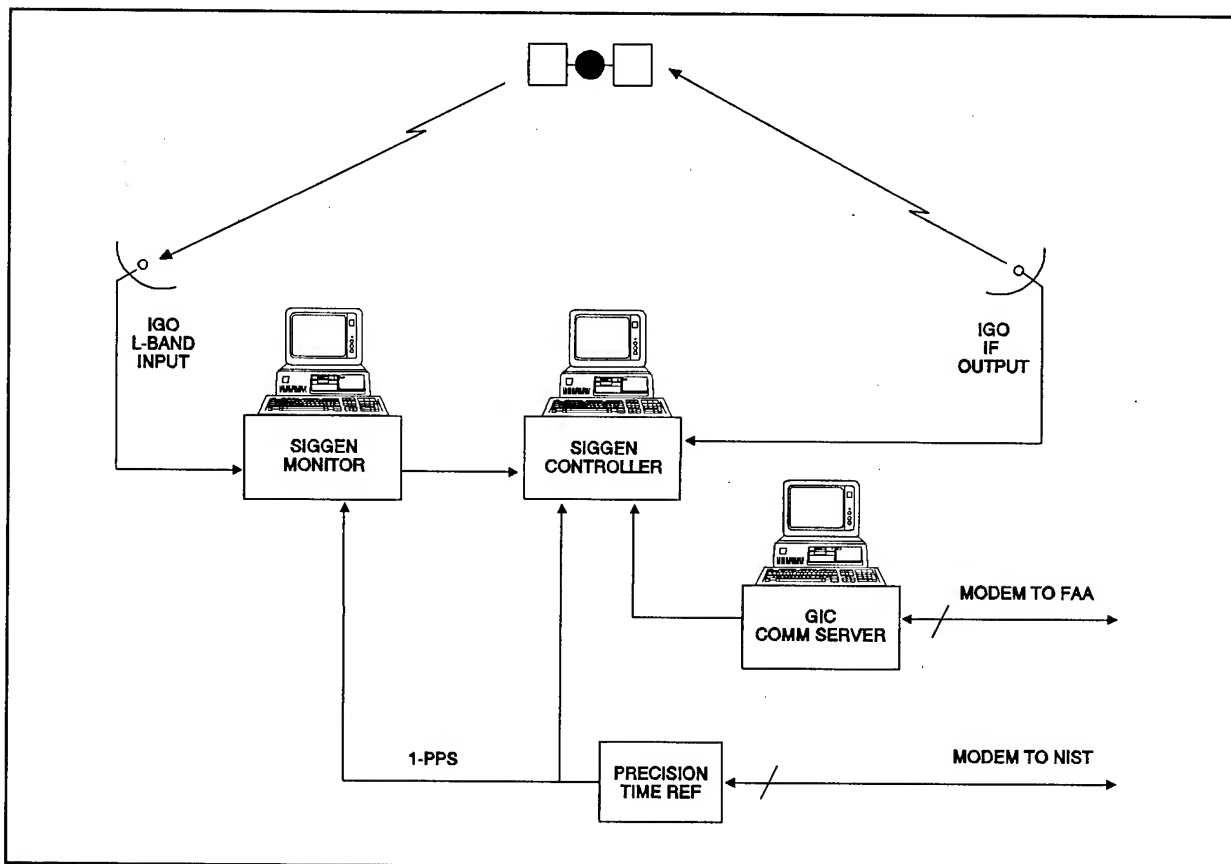 IGO
L-BAND
INPUT
IGO
IF
OUTPUT
SIGGEN
MONITOR
SIGGEN
CONTROLLER
GIC
COMM SERVER
MODEM TO FAA
1-PPS
PRECISION
TIME REF
MODEM TO NIST